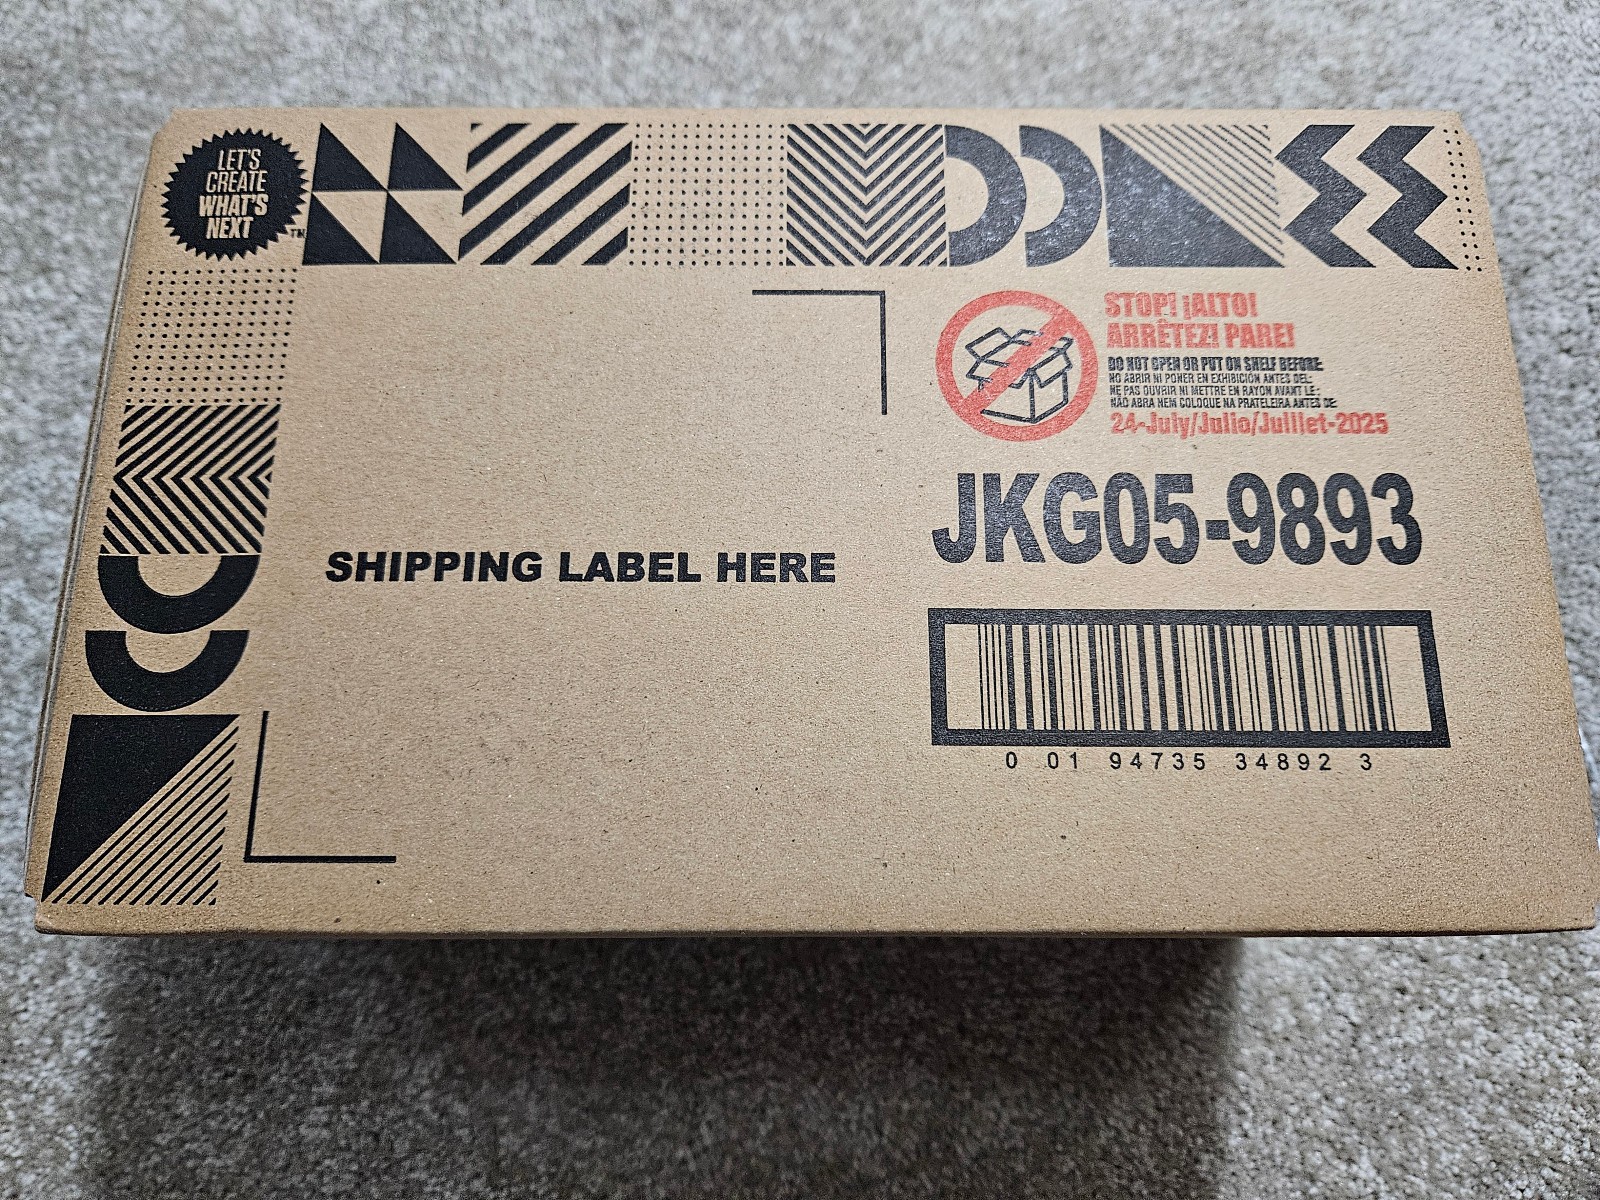 LET'S
CREATE
WHAT'S
NEXT
TM
STOP! ¡ALTO!
ARRÊTEZ! PARE!
DO NOT OPEN OR PUT ON SHELF BEFORE:
NO ABRIR NI PONER EN EXHIBICIÓN ANTES DEL:
NE PAS OUVRIR NI METTRE EN RAYON AVANT LE :
NÃO ABRA NEM COLOQUE NA PRATELEIRA ANTES DE:
24-July/Julio/Juillet-2025
JKG05-9893
SHIPPING LABEL HERE
0 01 94735 34892 3